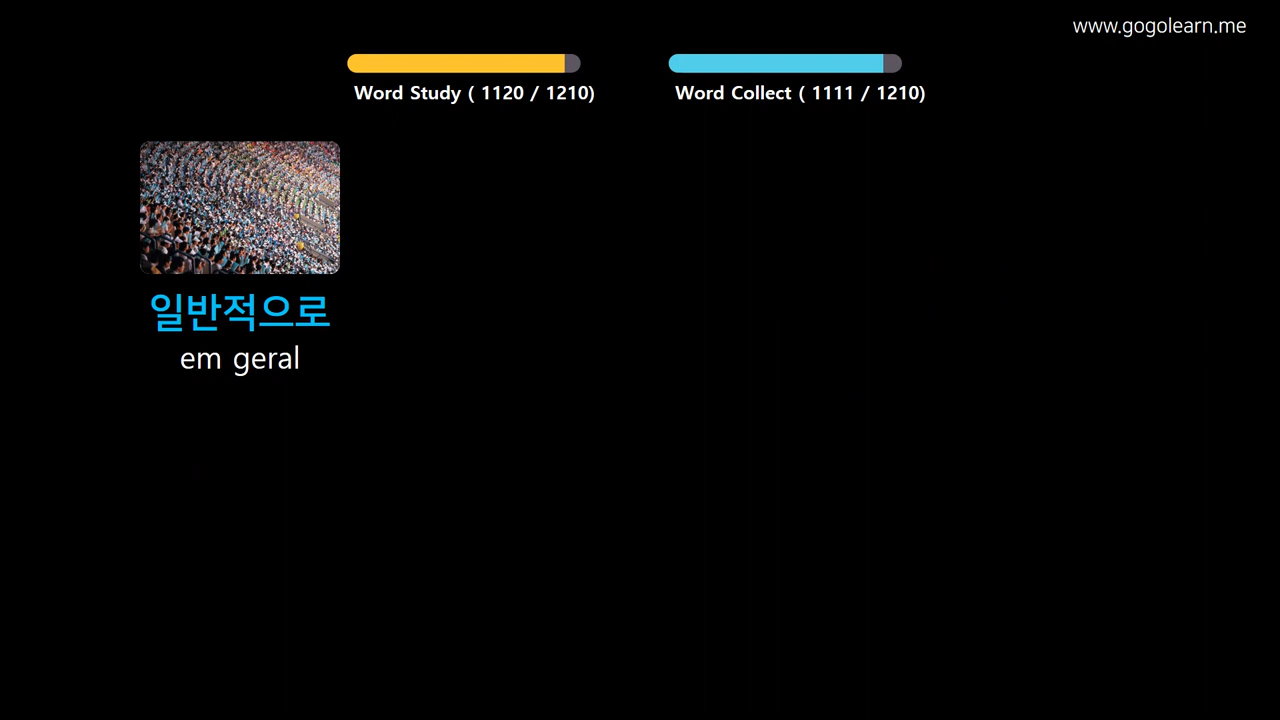 www.gogolearn.me
Word Study ( 1120 / 1210)
Word Collect ( 1111 / 1210)
일반적으로
em geral